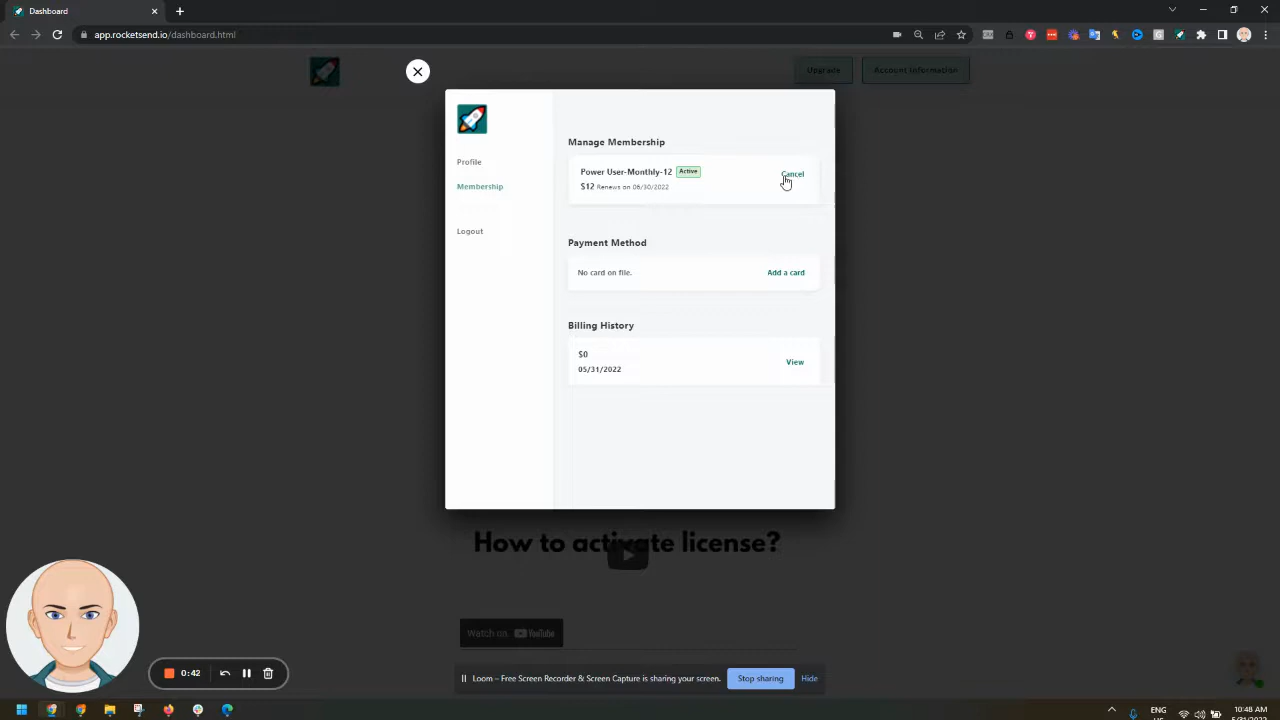 Dashboard
app.rocketsend.io/dashboard.html
Upgrade
Account Information
Manage Membership
Profile
Power User-Monthly-12 Active
Cancel
$12 Renews on 06/30/2022
Membership
Logout
Payment Method
No card on file.
Add a card
Billing History
$0
View
05/31/2022
How to activate license?
Watch on YouTube
0:42
Loom – Free Screen Recorder & Screen Capture is sharing your screen.
Stop sharing
Hide
ENG
10:48 AM
5/31/2022